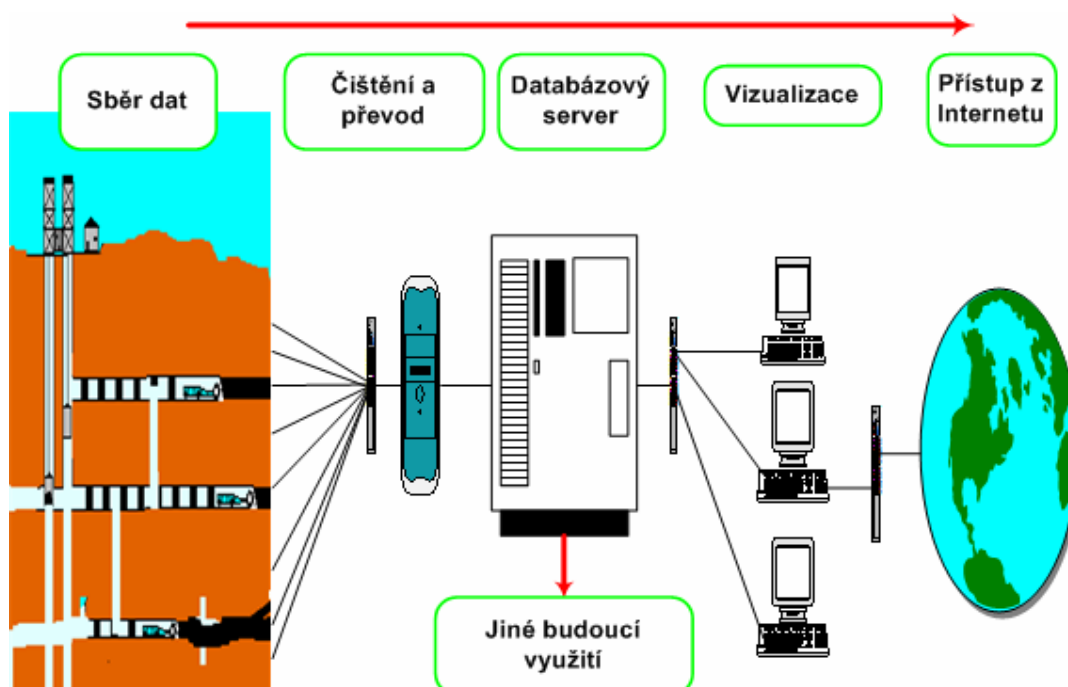 Sběr dat
Čištění a
převod
Databázový
server
Vizualizace
Přístup z
Internetu
Jiné budoucí
využití